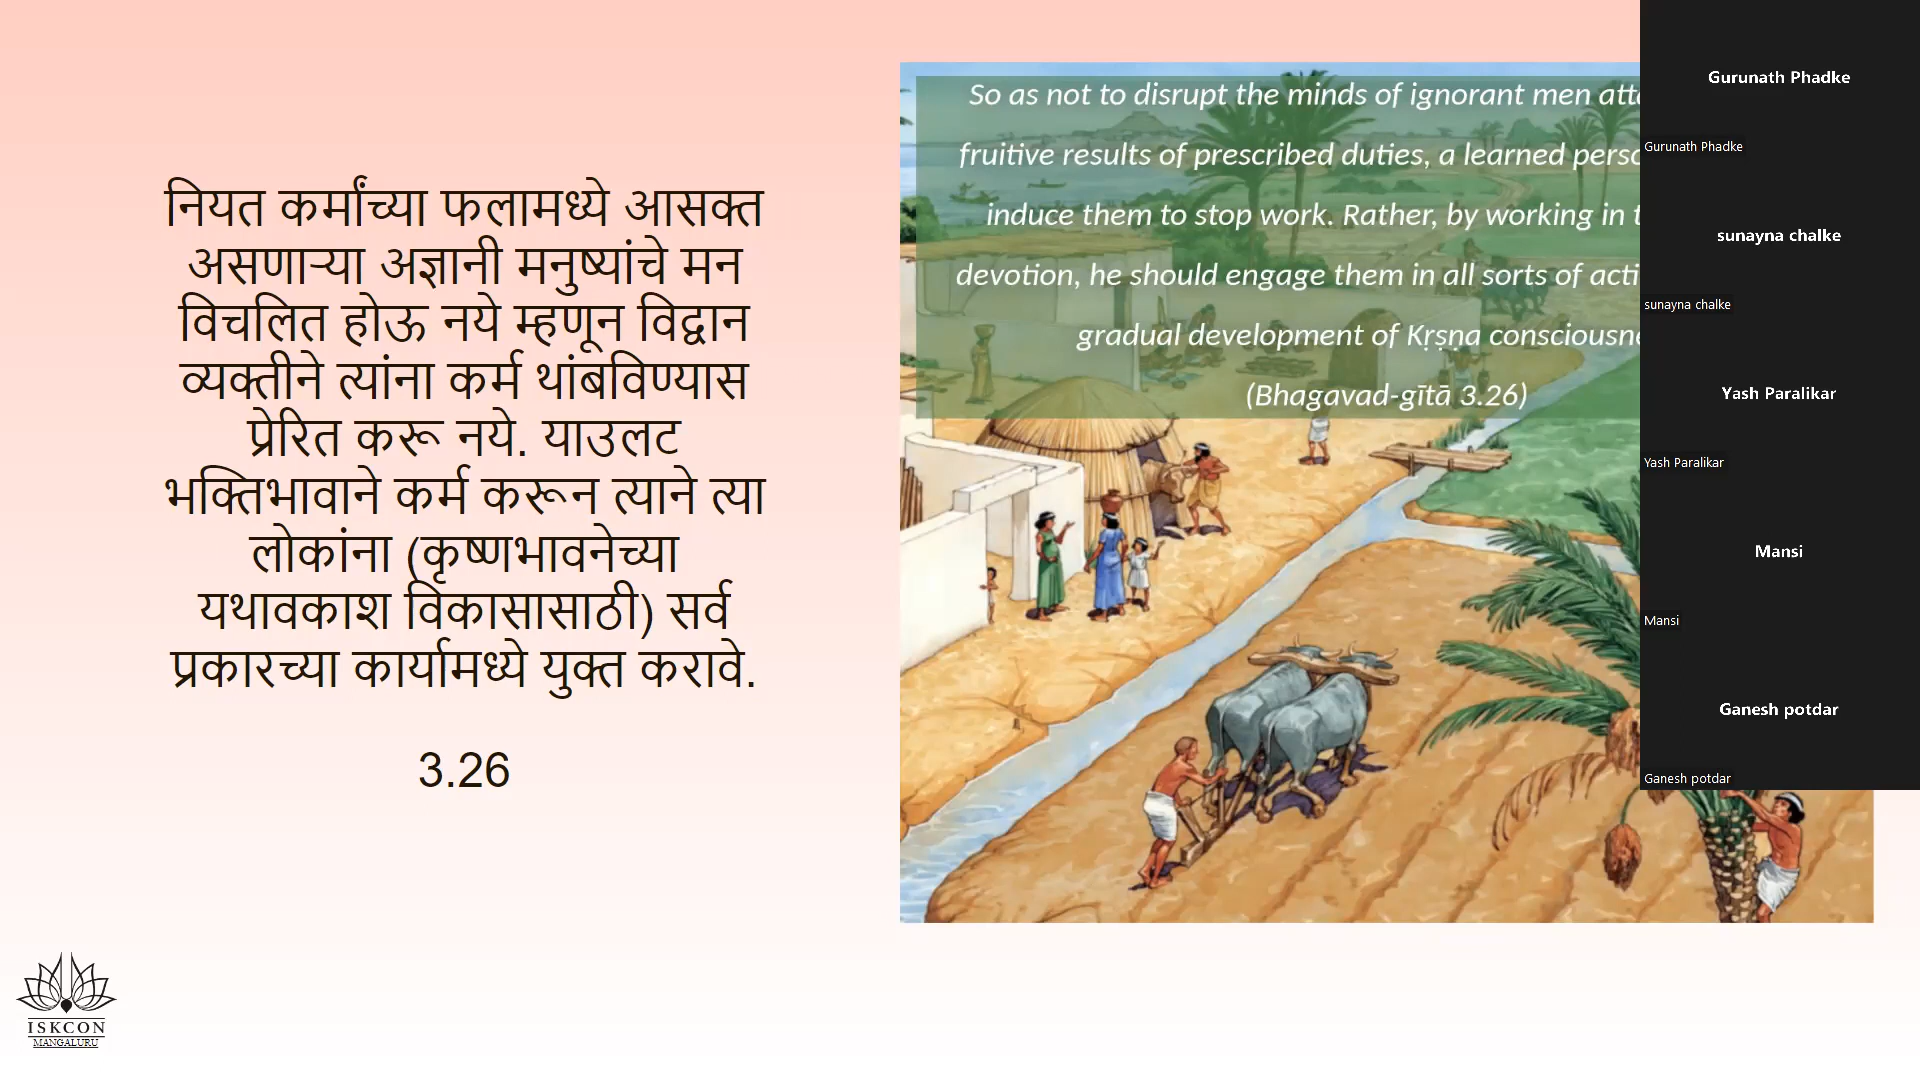 नियत कर्मांच्या फलामध्ये आसक्त
असणाऱ्या अज्ञानी मनुष्यांचे मन
विचलित होऊ नये म्हणून विद्वान
व्यक्तीने त्यांना कर्म थांबविण्यास
प्रेरित करू नये. याउलट
भक्तिभावाने कर्म करून त्याने त्या
लोकांना (कृष्णभावनेच्या
यथावकाश विकासासाठी) सर्व
प्रकारच्या कार्यामध्ये युक्त करावे.
3.26
So as not to disrupt the minds of ignorant men
fruitive results of prescribed duties, a learned
induce them to stop work. Rather, by working in
devotion, he should engage them in all sorts of
gradual development of Kṛṣṇa
(Bhagavad-gītā 3.26)
Gurunath Phadke
Gurunath Phadke
sunayna chalke
sunayna chalke
Yash Paralikar
Yash Paralikar
Mansi
Mansi
Ganesh potdar
Ganesh potdar
ISKCON
MANGALURU